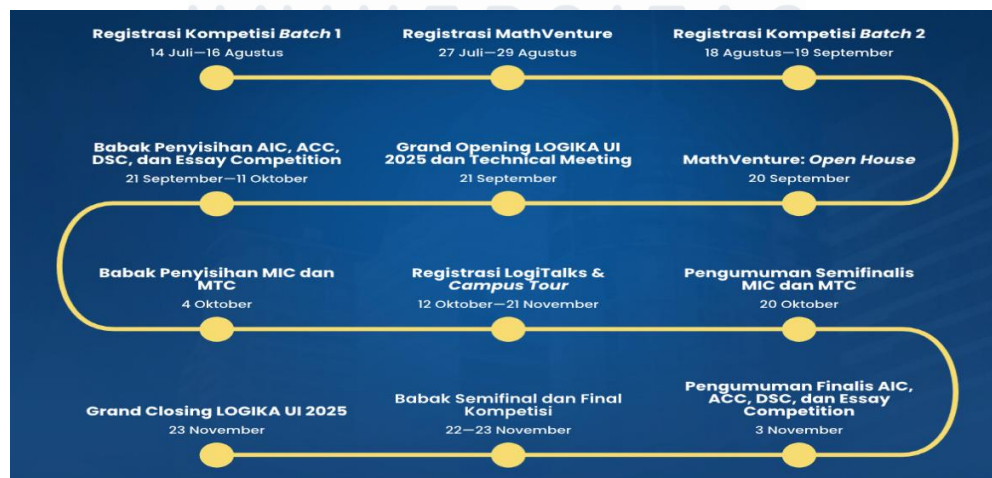 Registrasi Kompetisi Batch 1
14 Juli—16 Agustus
Registrasi MathVenture
27 Juli—29 Agustus
Registrasi Kompetisi Batch 2
18 Agustus—19 September
MathVenture: Open House
20 September
Grand Opening LOGIKA UI
2025 dan Technical Meeting
21 September
Babak Penyisihan AIC, ACC,
DSC, dan Essay Competition
21 September—11 Oktober
Babak Penyisihan MIC dan
MTC
4 Oktober
Registrasi LogiTalks &
Campus Tour
12 Oktober—21 November
Pengumuman Semifinalis
MIC dan MTC
20 Oktober
Pengumuman Finalis AIC,
ACC, DSC, dan Essay
Competition
3 November
Babak Semifinal dan Final
Kompetisi
22—23 November
Grand Closing LOGIKA UI 2025
23 November